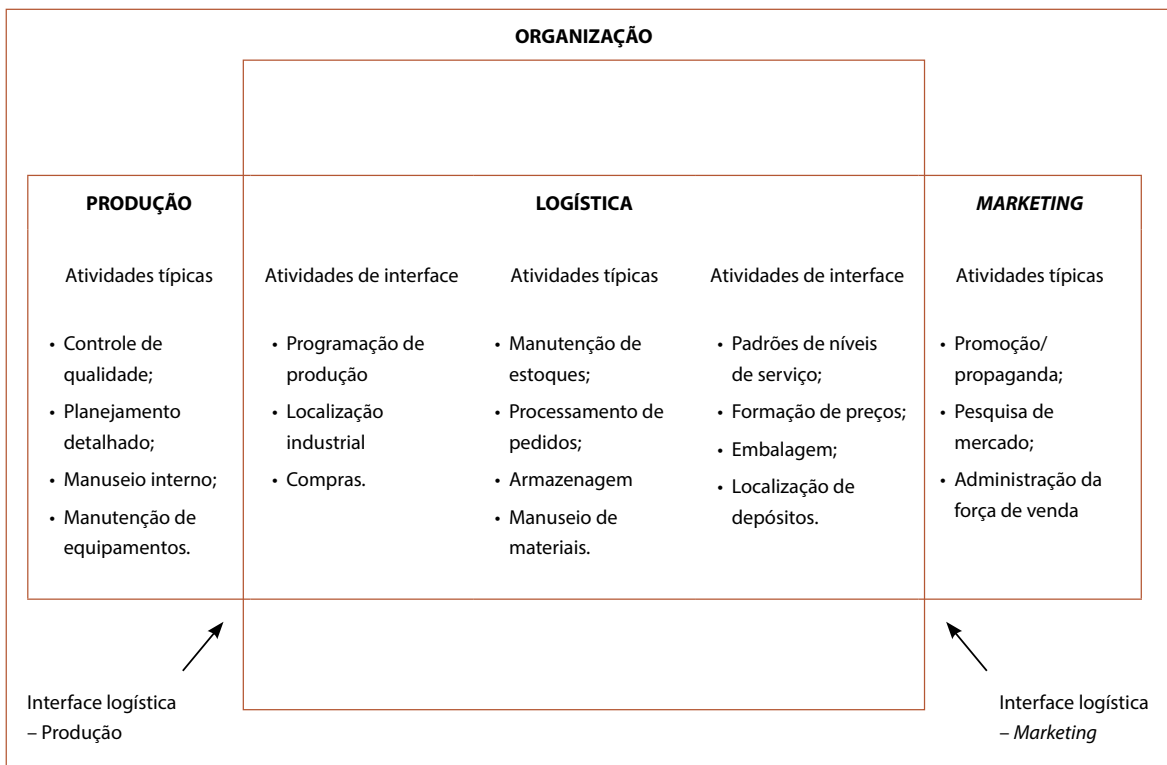 ORGANIZAÇÃO
PRODUÇÃO
Atividades típicas
• Controle de
qualidade;
• Planejamento
detalhado;
• Manuseio interno;
• Manutenção de
equipamentos.
LOGÍSTICA
Atividades de interface
• Programação de
produção
• Localização
industrial
• Compras.
Atividades típicas
• Manutenção de
estoques;
• Processamento de
pedidos;
• Armazenagem
• Manuseio de
materiais.
Atividades de interface
• Padrões de níveis
de serviço;
• Formação de preços;
• Embalagem;
• Localização de
depósitos.
MARKETING
Atividades típicas
• Promoção/
propaganda;
• Pesquisa de
mercado;
• Administração da
força de venda
Interface logística
– Produção
Interface logística
– Marketing